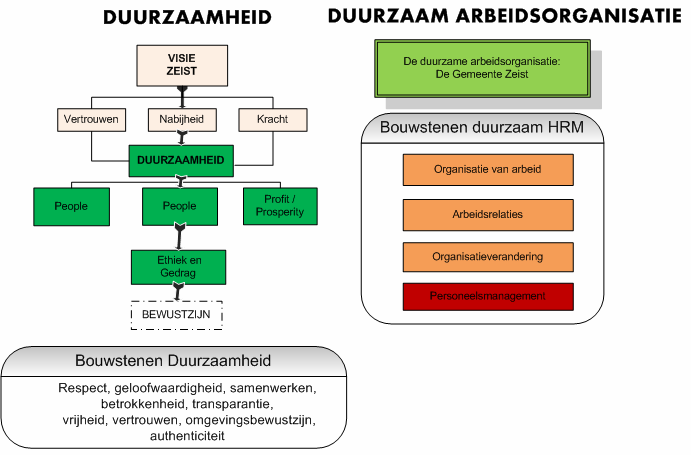 DUURZAAMHEID
VISIE
ZEIST
Vertrouwen
Nabijheid
Kracht
DUURZAAMHEID
People
People
Profit /
Prosperity
Ethiek en
Gedrag
BEWUSTZIJN
Bouwstenen Duurzaamheid
Respect, geloofwaardigheid, samenwerken,
betrokkenheid, transparantie,
vrijheid, vertrouwen, omgevingsbewustzijn,
authenticiteit
DUURZAAM ARBEIDSORGANISATIE
De duurzame arbeidsorganisatie:
De Gemeente Zeist
Bouwstenen duurzaam HRM
Organisatie van arbeid
Arbeidsrelaties
Organisatieverandering
Personeelsmanagement